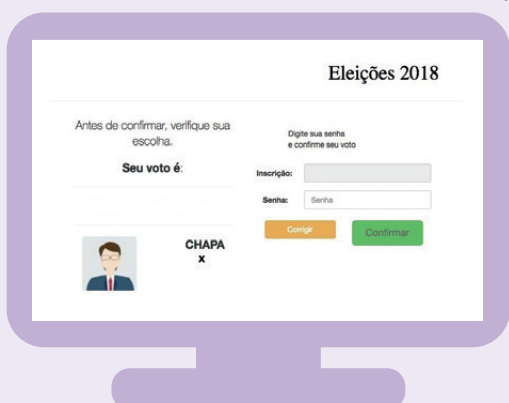 Eleições 2018
Antes de confirmar, verifique sua
escolha.
Seu voto é:
CHAPA
x
Digite sua senha
e confirme seu voto
Inscrição:
Senha: Senha
Corrigir Confirmar